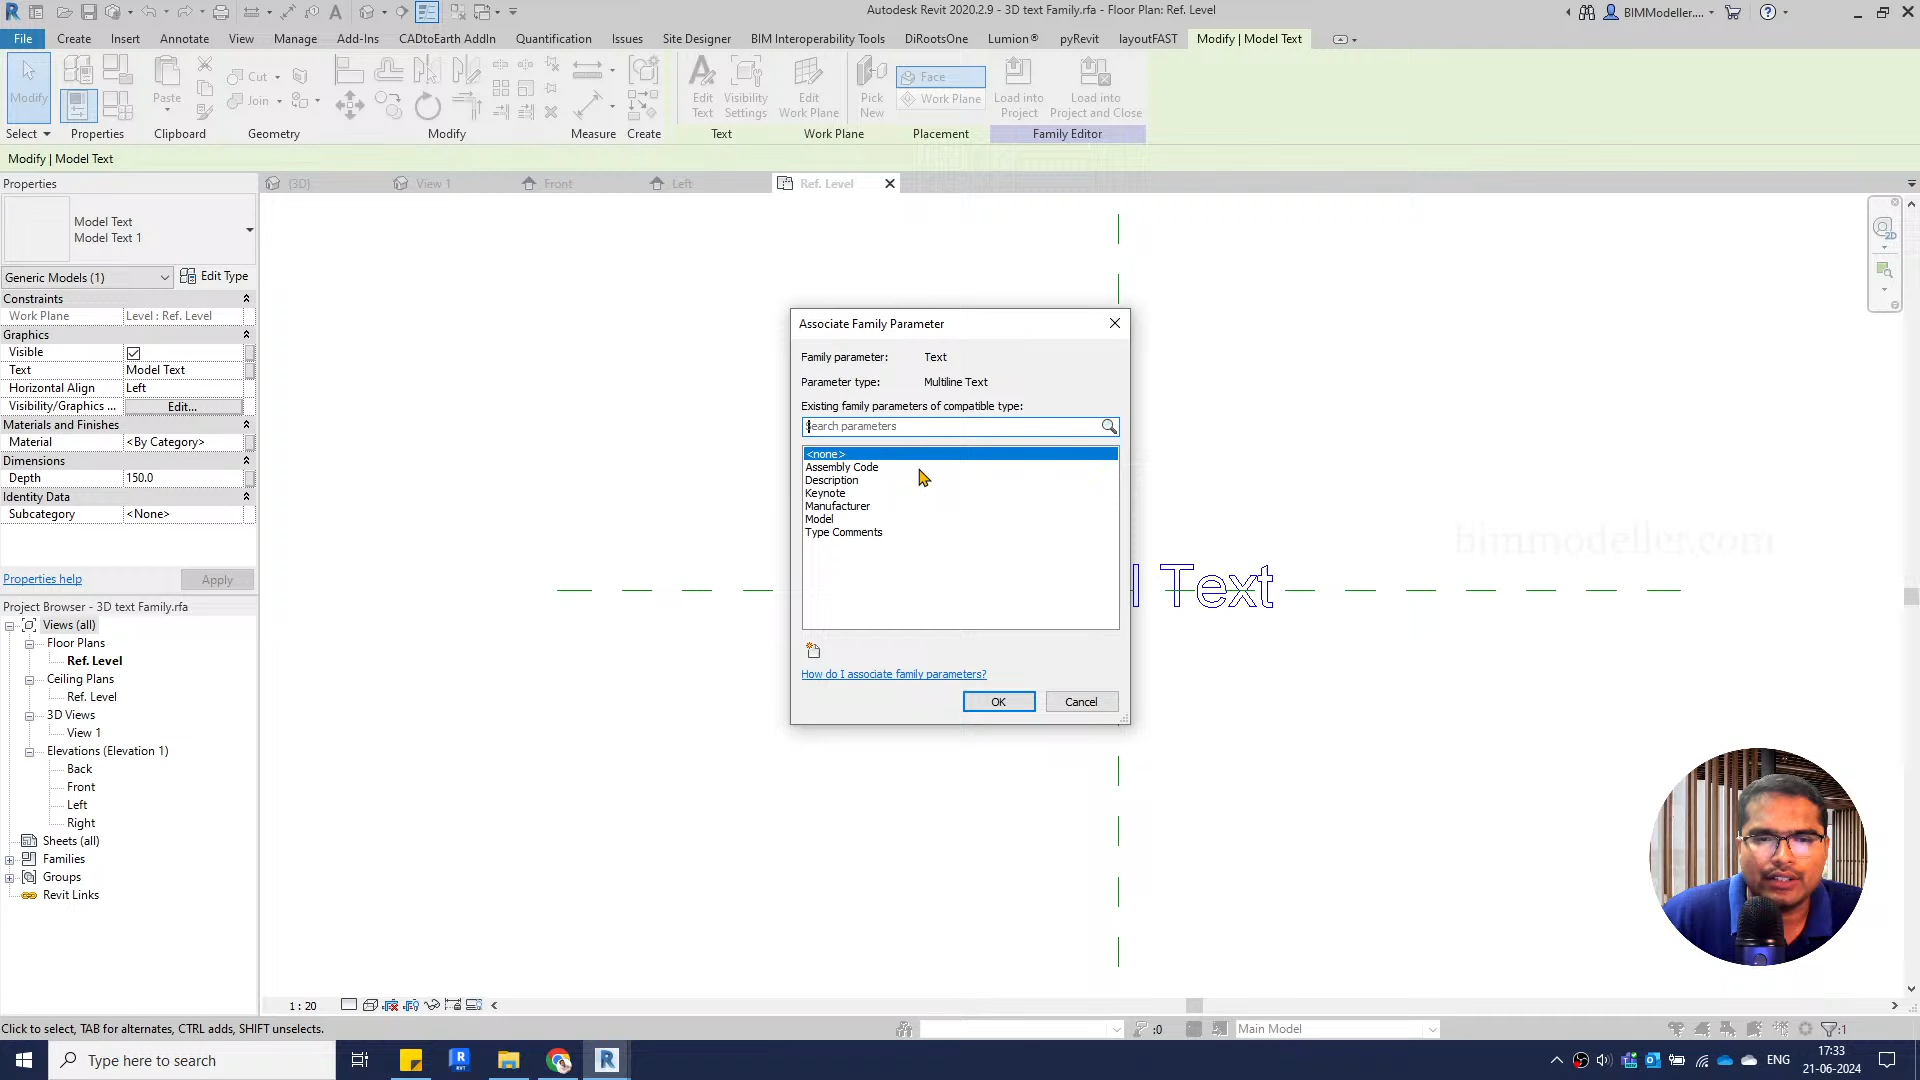 Autodesk Revit 2020.2.9 - 3D text Family.rfa - Floor Plan: Ref. Level
BIMModeller....
File Create Insert Annotate View Manage Add-Ins CADtoEarth AddIn Quantification Issues Site Designer BIM Interoperability Tools DiRootsOne Lumion® pyRevit layoutFAST Modify | Model Text
Modify
Paste
Cut
Join
Edit Text
Visibility Settings
Edit Work Plane
Pick New
Face
Work Plane
Load into Project
Load into Project and Close
Select Properties Clipboard Geometry Modify Measure Create Text Work Plane Placement Family Editor
Modify | Model Text
Properties
{3D} View 1 Front Left Ref. Level
2D
Model Text
Model Text 1
Generic Models (1) Edit Type
Constraints
Work Plane Level : Ref. Level
Graphics
Visible
Text Model Text
Horizontal Align Left
Visibility/Graphics ... Edit...
Materials and Finishes
Material <By Category>
Dimensions
Depth 150.0
Identity Data
Subcategory <None>
Properties help Apply
Project Browser - 3D text Family.rfa
Views (all)
Floor Plans
Ref. Level
Ceiling Plans
Ref. Level
3D Views
View 1
Elevations (Elevation 1)
Back
Front
Left
Right
Sheets (all)
Families
Groups
Revit Links
Associate Family Parameter
Family parameter: Text
Parameter type: Multiline Text
Existing family parameters of compatible type:
Search parameters
<none>
Assembly Code
Description
Keynote
Manufacturer
Model
Type Comments
How do I associate family parameters?
OK Cancel
l Text
bimmodeller.com
1 : 20
Click to select, TAB for alternates, CTRL adds, SHIFT unselects.
:0
Main Model
:1
Type here to search
ENG
17:33
21-06-2024